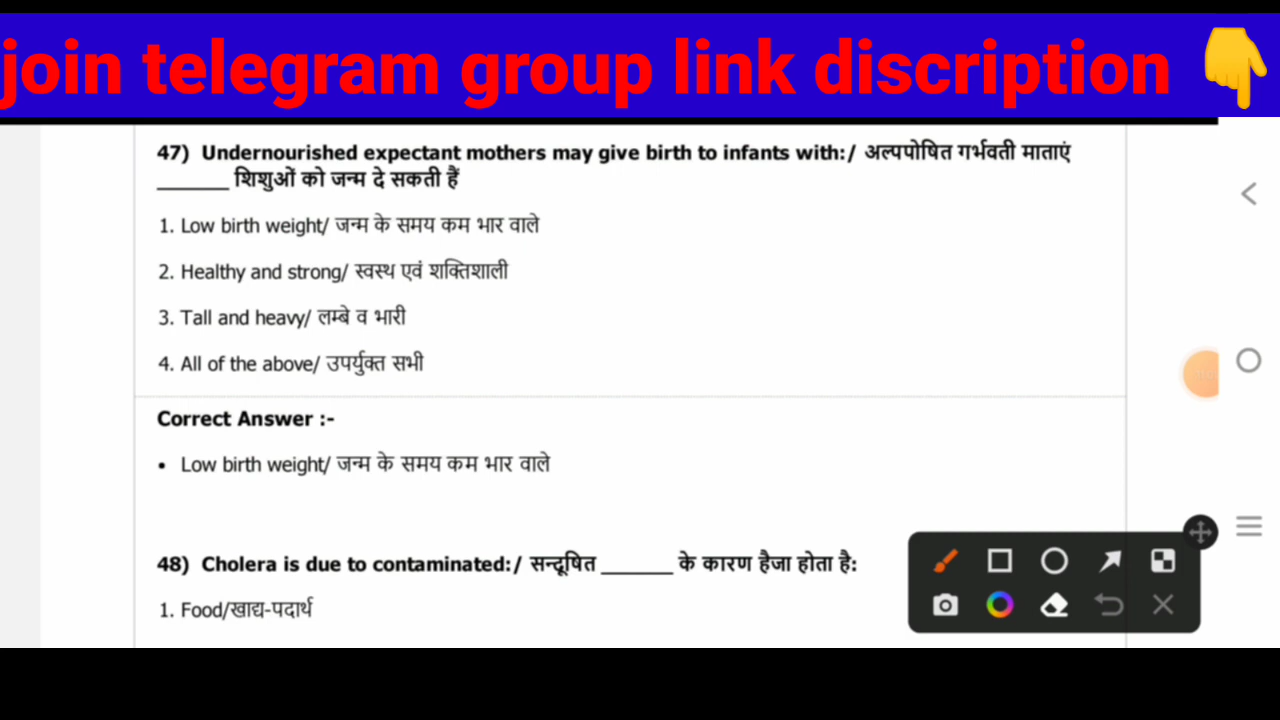 join telegram group link discription 👇
47) Undernourished expectant mothers may give birth to infants with:/ अल्पपोषित गर्भवती माताएं
_______ शिशुओं को जन्म दे सकती हैं
1. Low birth weight/ जन्म के समय कम भार वाले
2. Healthy and strong/ स्वस्थ एवं शक्तिशाली
3. Tall and heavy/ लम्बे व भारी
4. All of the above/ उपर्युक्त सभी
Correct Answer :-
• Low birth weight/ जन्म के समय कम भार वाले
48) Cholera is due to contaminated:/ सन्दूषित _______ के कारण हैजा होता है:
1. Food/खाद्य-पदार्थ